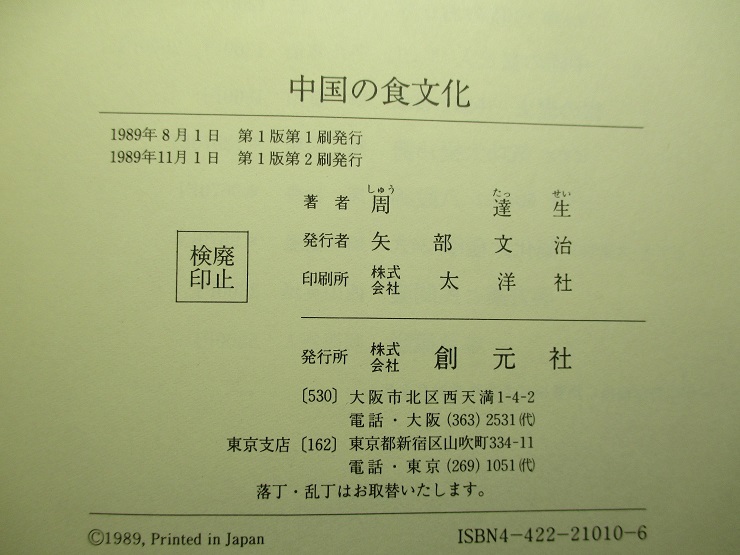 中国の食文化
1989年8月1日 第1版第1刷発行
1989年11月1日 第1版第2刷発行
しゅう たっ せい
著者 周 達 生
発行者 矢部文治
印刷所 株式会社 太洋社
検印廃止
発行所 株式会社 創元社
〔530〕大阪市北区西天満1-4-2
電話・大阪(363)2531㈹
東京支店〔162〕東京都新宿区山吹町334-11
電話・東京(269)1051㈹
落丁・乱丁はお取替いたします。
©1989, Printed in Japan ISBN4-422-21010-6